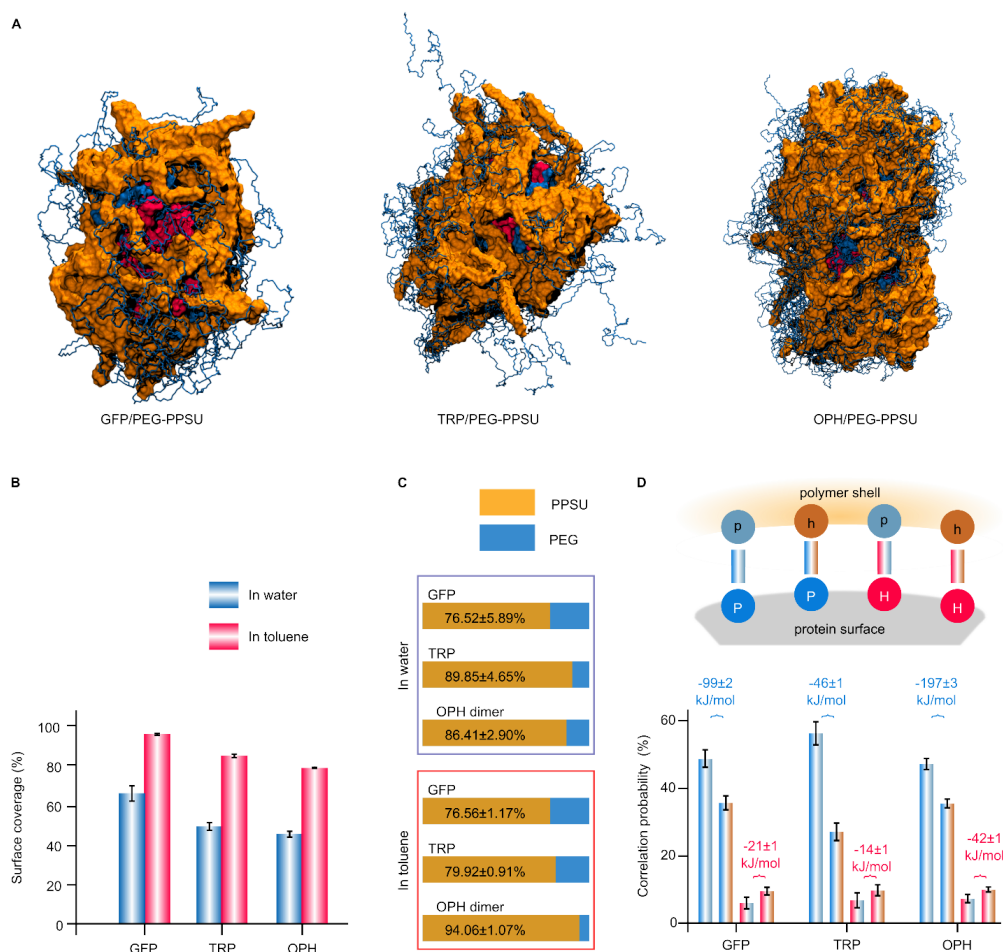 A
GFP/PEG-PPSU
TRP/PEG-PPSU
OPH/PEG-PPSU
B
In water
In toluene
Surface coverage (%)
100
80
60
40
20
0
GFP
TRP
OPH
C
PPSU
PEG
In water
GFP
76.52±5.89%
TRP
89.85±4.65%
OPH dimer
86.41±2.90%
In toluene
GFP
76.56±1.17%
TRP
79.92±0.91%
OPH dimer
94.06±1.07%
D
polymer shell
p
h
p
h
P
P
H
H
protein surface
-99±2
kJ/mol
-46±1
kJ/mol
-197±3
kJ/mol
-21±1
kJ/mol
-14±1
kJ/mol
-42±1
kJ/mol
Correlation probability (%)
60
40
20
0
GFP
TRP
OPH